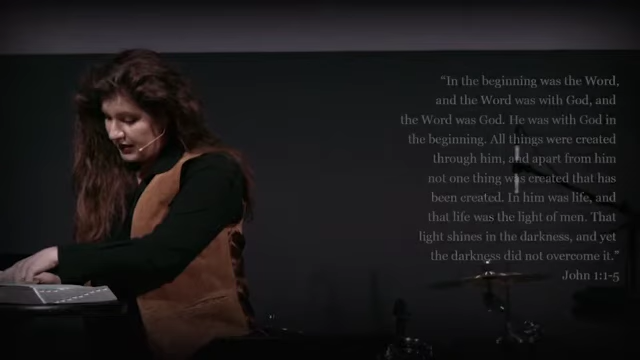 “In the beginning was the Word,
and the Word was with God, and
the Word was God. He was with God in
the beginning. All things were created
through him, and apart from him
not one thing was created that has
been created. In him was life, and
that life was the light of men. That
light shines in the darkness, and yet
the darkness did not overcome it.”
John 1:1-5